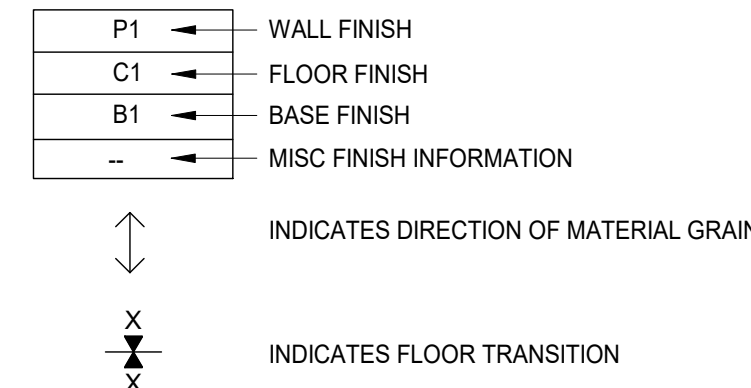 P1 WALL FINISH
C1 FLOOR FINISH
B1 BASE FINISH
-- MISC FINISH INFORMATION
INDICATES DIRECTION OF MATERIAL GRAIN
X
INDICATES FLOOR TRANSITION
X